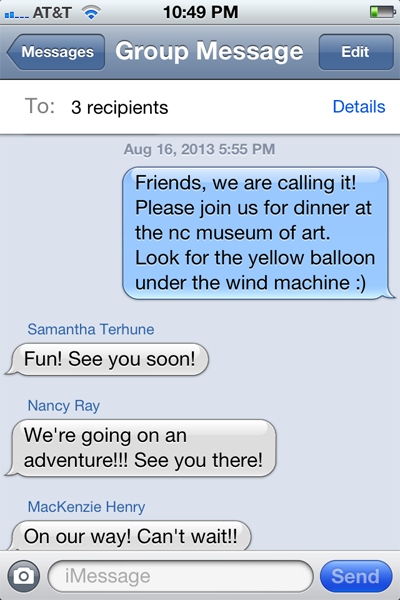 AT&T 10:49 PM
Messages Group Message Edit
To: 3 recipients Details
Aug 16, 2013 5:55 PM
Friends, we are calling it!
Please join us for dinner at
the nc museum of art.
Look for the yellow balloon
under the wind machine :)
Samantha Terhune
Fun! See you soon!
Nancy Ray
We're going on an
adventure!!! See you there!
MacKenzie Henry
On our way! Can't wait!!
iMessage Send